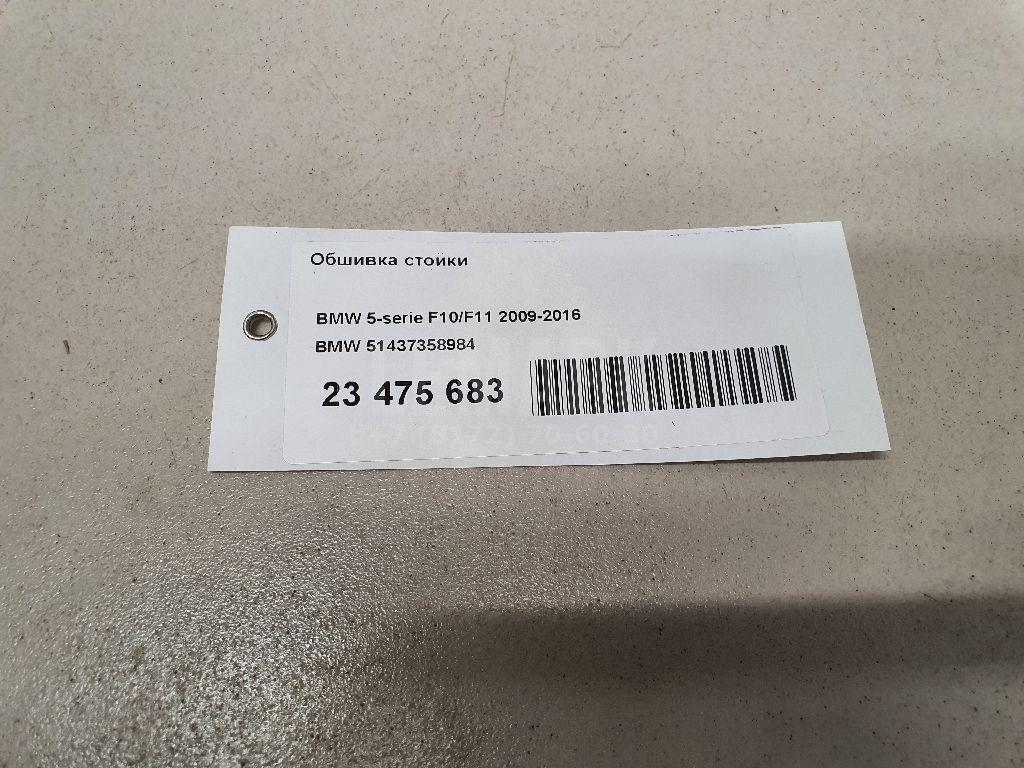 Обшивка стойки
BMW 5-serie F10/F11 2009-2016
BMW 51437358984
23 475 683